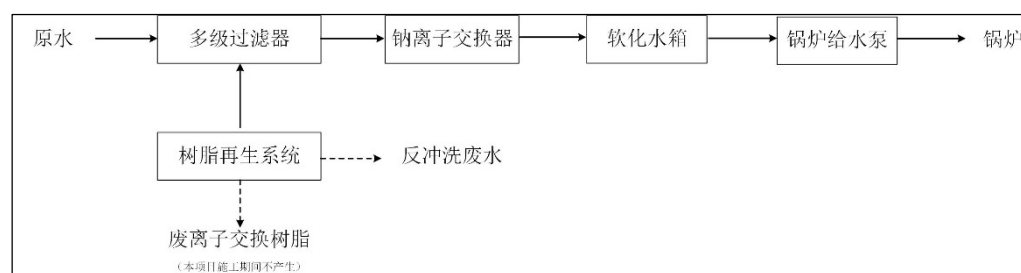 原水 多级过滤器 钠离子交换器 软化水箱 锅炉给水泵 锅炉
树脂再生系统 反冲洗废水
废离子交换树脂
（本项目施工期间不产生）